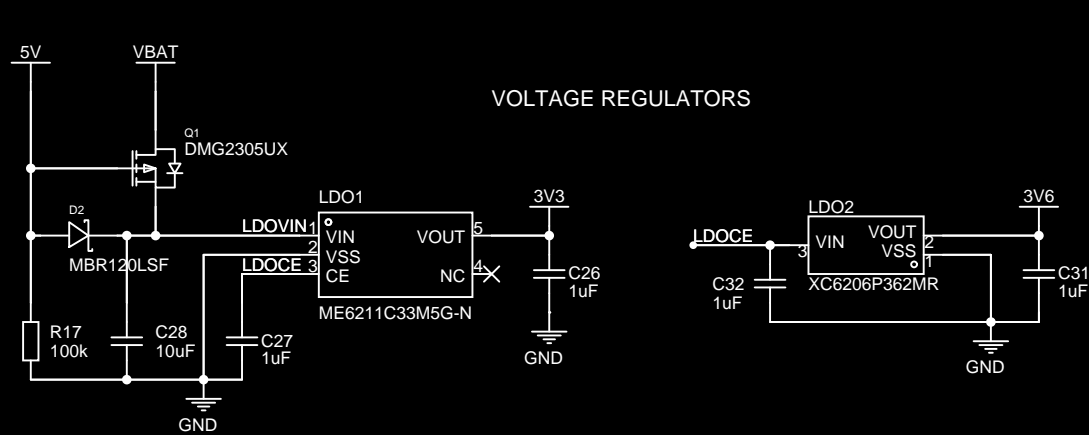 5V
VBAT
VOLTAGE REGULATORS
Q1
DMG2305UX
D2
MBR120LSF
R17
100k
C28
10uF
GND
LDO1
LDOVIN
1
VIN
2
VSS
LDOCE
3
CE
VOUT
5
NC
4
ME6211C33M5G-N
C27
1uF
3V3
C26
1uF
GND
LDOCE
LDO2
3
VIN
VOUT
2
VSS
1
XC6206P362MR
C32
1uF
3V6
C31
1uF
GND